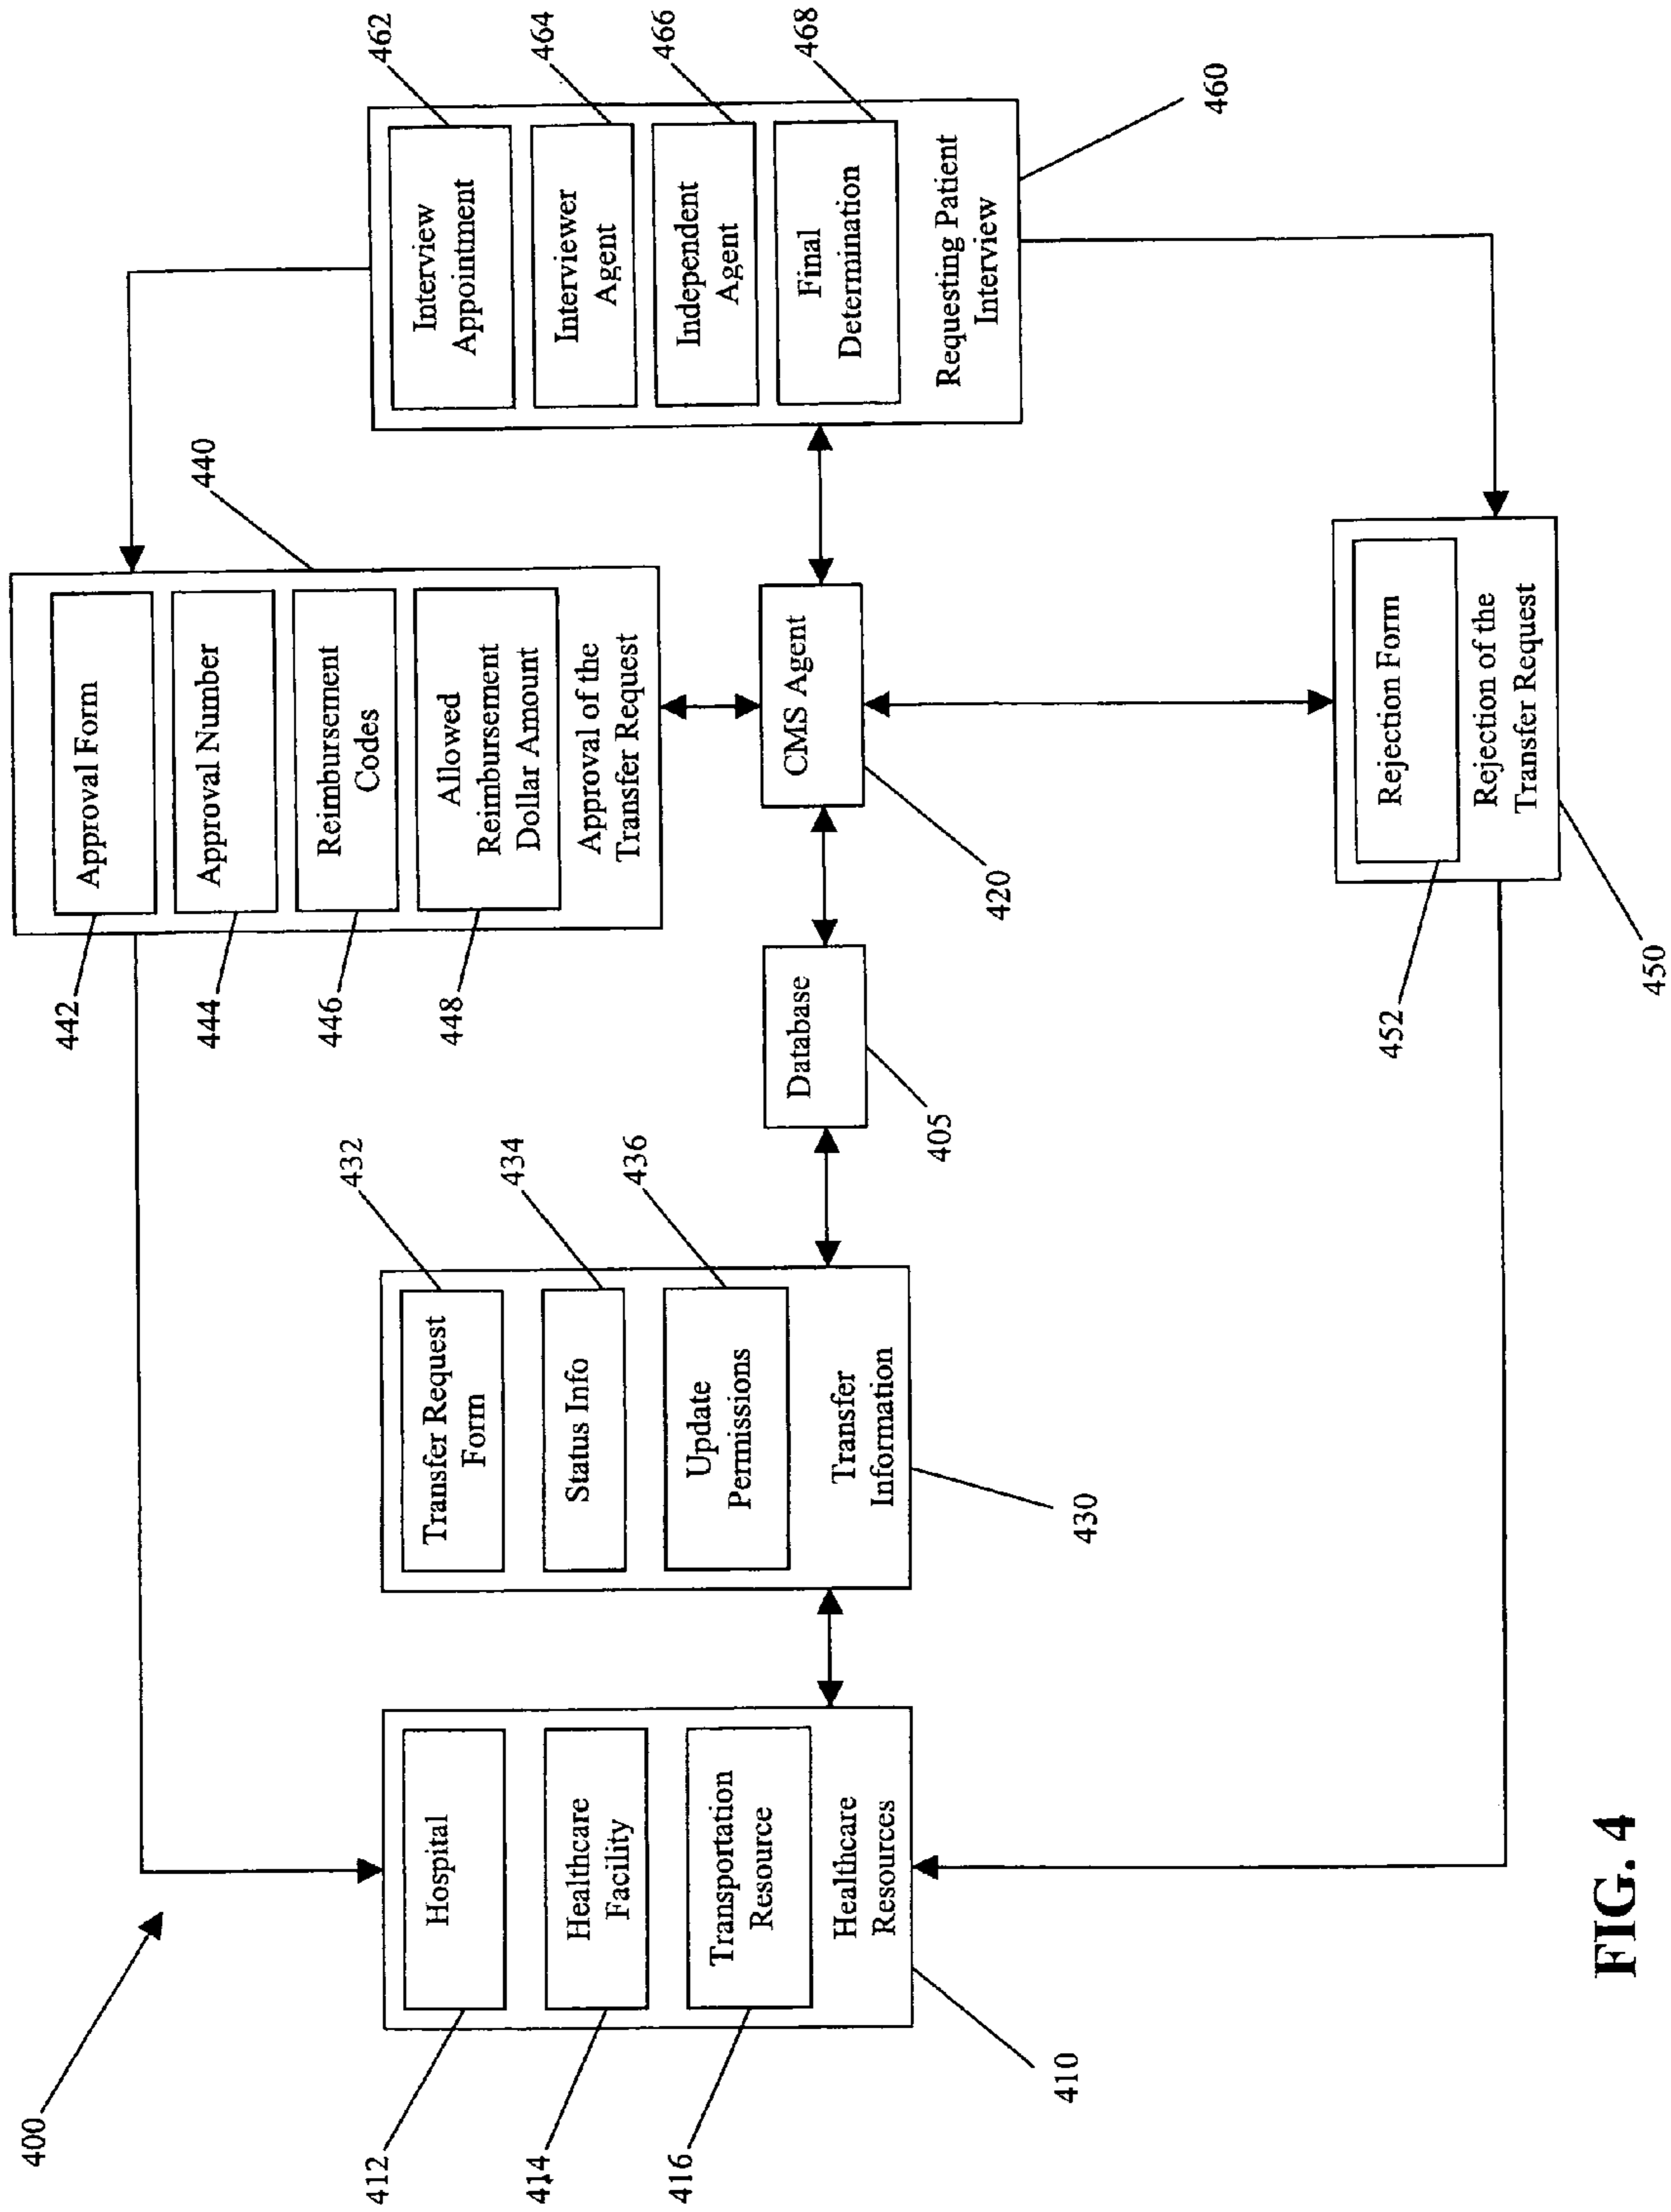 400
412
414
416
410
Hospital
Healthcare
Facility
Transportation
Resource
Healthcare
Resources
432
434
436
430
Transfer Request
Form
Status Info
Update
Permissions
Transfer
Information
Database
405
CMS Agent
420
442
444
446
448
440
Approval Form
Approval Number
Reimbursement
Codes
Allowed
Reimbursement
Dollar Amount
Approval of the
Transfer Request
452
450
Rejection Form
Rejection of the
Transfer Request
462
464
466
468
460
Interview
Appointment
Interviewer
Agent
Independent
Agent
Final
Determination
Requesting Patient
Interview
FIG. 4